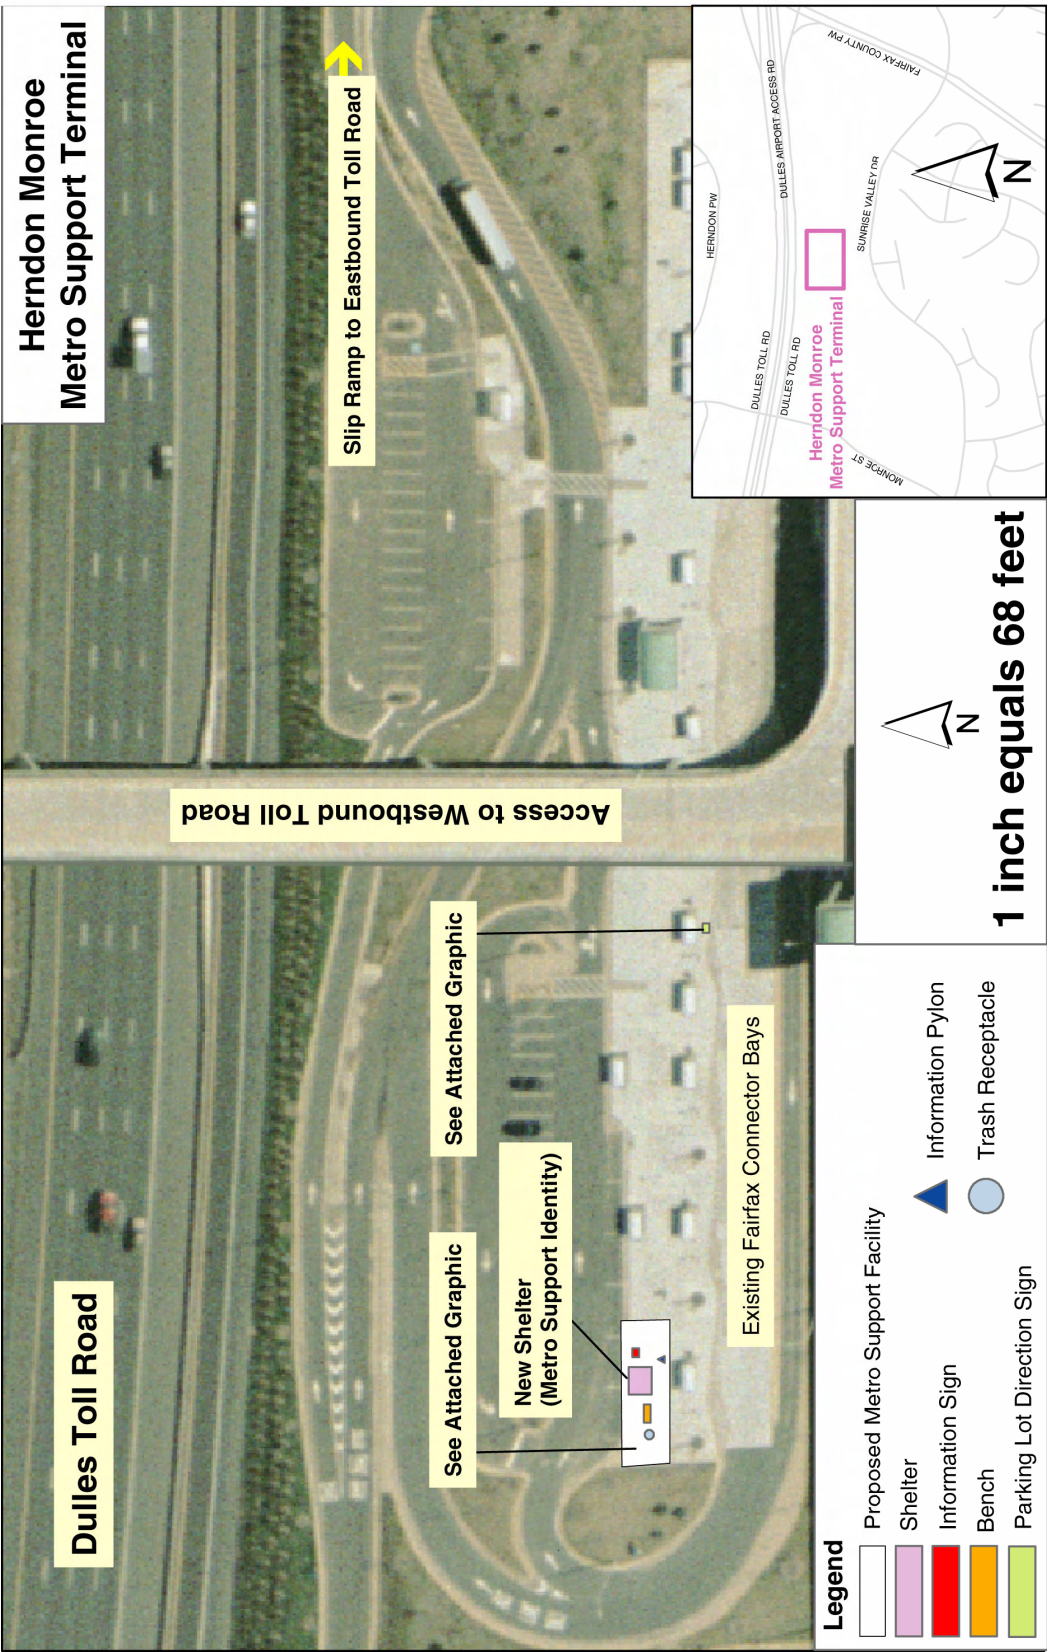 Herndon Monroe
Metro Support Terminal
Dulles Toll Road
Slip Ramp to Eastbound Toll Road
Access to Westbound Toll Road
See Attached Graphic
See Attached Graphic
New Shelter
(Metro Support Identity)
Existing Fairfax Connector Bays
Legend
Proposed Metro Support Facility
Shelter
Information Sign
Bench
Parking Lot Direction Sign
Information Pylon
Trash Receptacle
N
1 inch equals 68 feet
HERNDON PW
FAIRFAX COUNTY PW
DULLES AIRPORT ACCESS RD
DULLES TOLL RD
DULLES TOLL RD
SUNRISE VALLEY DR
MONROE ST
Herndon Monroe
Metro Support Terminal
N